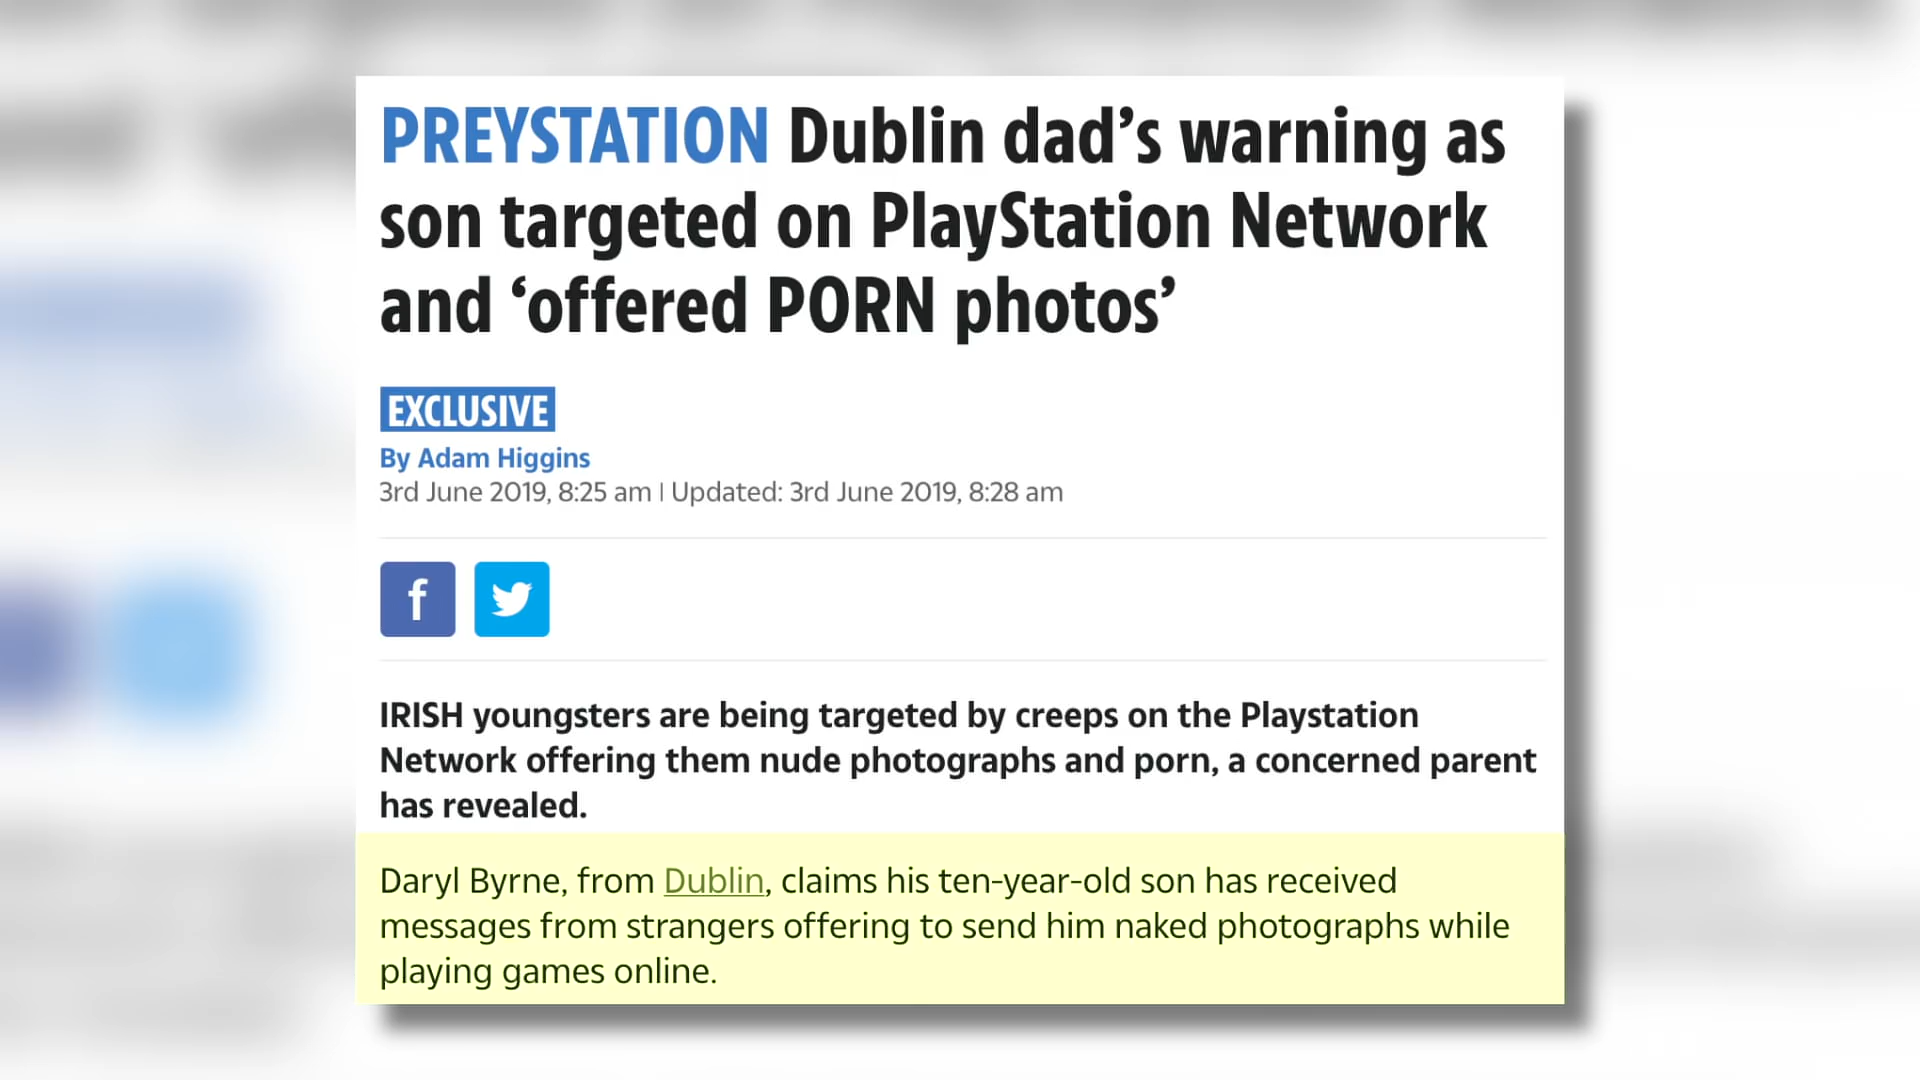 PREYSTATION Dublin dad’s warning as
son targeted on PlayStation Network
and ‘offered PORN photos’
EXCLUSIVE
By Adam Higgins
3rd June 2019, 8:25 am | Updated: 3rd June 2019, 8:28 am
f
IRISH youngsters are being targeted by creeps on the Playstation
Network offering them nude photographs and porn, a concerned parent
has revealed.
Daryl Byrne, from Dublin, claims his ten-year-old son has received
messages from strangers offering to send him naked photographs while
playing games online.